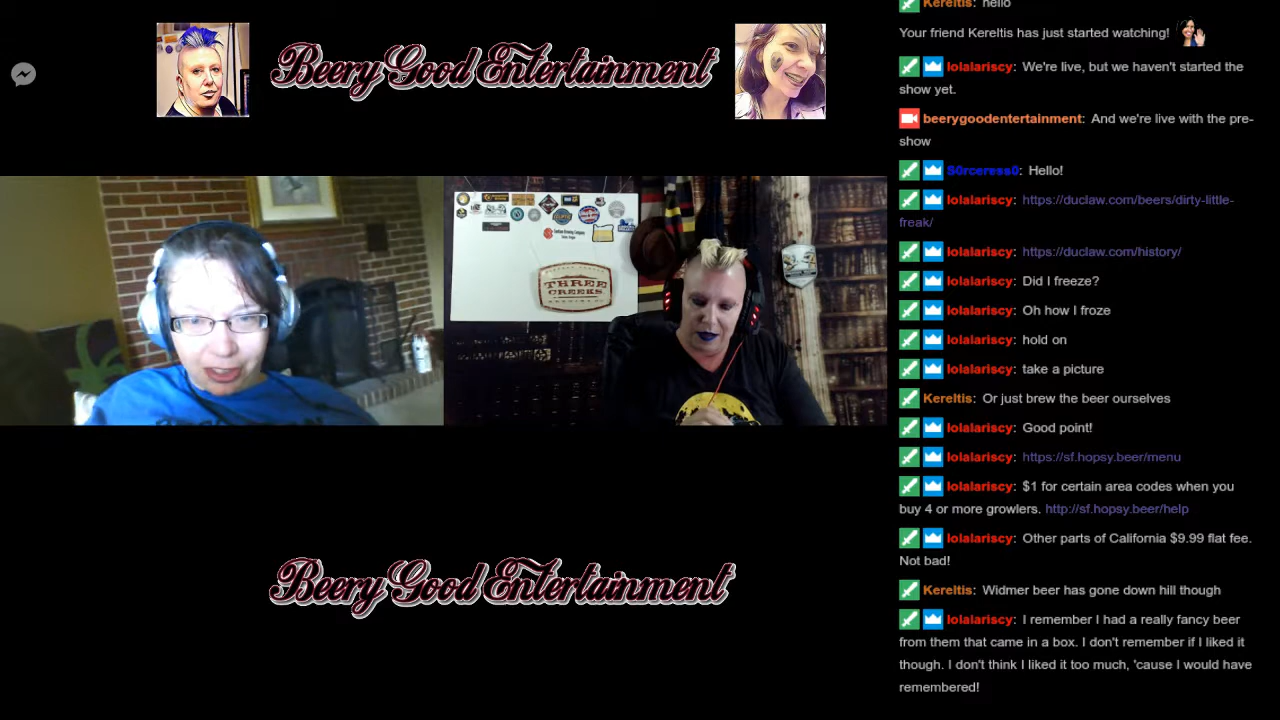 Beery Good Entertainment
THREE
CREEKS
Beery Good Entertainment
Kereltis: hello
Your friend Kereltis has just started watching!
lolalariscy: We're live, but we haven't started the
show yet.
beerygoodentertainment: And we're live with the pre-
show
S0rceress0: Hello!
lolalariscy: https://duclaw.com/beers/dirty-little-
freak/
lolalariscy: https://duclaw.com/history/
lolalariscy: Did I freeze?
lolalariscy: Oh how I froze
lolalariscy: hold on
lolalariscy: take a picture
Kereltis: Or just brew the beer ourselves
lolalariscy: Good point!
lolalariscy: https://sf.hopsy.beer/menu
lolalariscy: $1 for certain area codes when you
buy 4 or more growlers. http://sf.hopsy.beer/help
lolalariscy: Other parts of California $9.99 flat fee.
Not bad!
Kereltis: Widmer beer has gone down hill though
lolalariscy: I remember I had a really fancy beer
from them that came in a box. I don't remember if I liked it
though. I don't think I liked it too much, 'cause I would have
remembered!